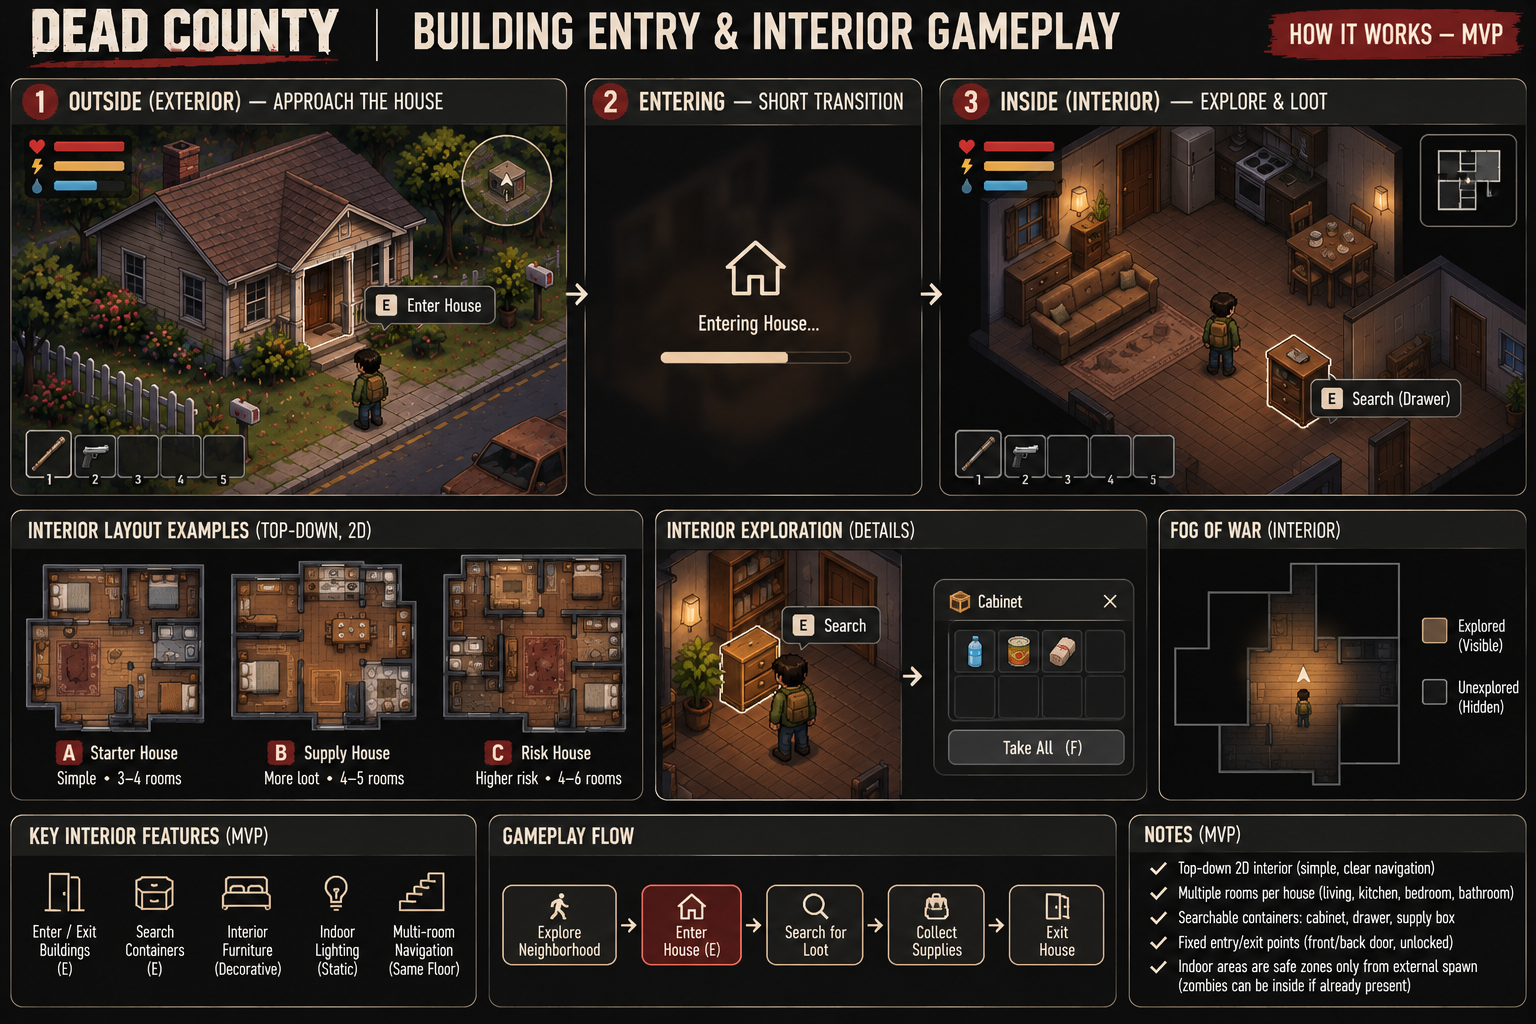 DEAD COUNTY
BUILDING ENTRY & INTERIOR GAMEPLAY
HOW IT WORKS – MVP
1 OUTSIDE (EXTERIOR) — APPROACH THE HOUSE
E Enter House
1 2 3 4 5
2 ENTERING — SHORT TRANSITION
Entering House...
3 INSIDE (INTERIOR) — EXPLORE & LOOT
E Search (Drawer)
1 2 3 4 5
INTERIOR LAYOUT EXAMPLES (TOP-DOWN, 2D)
A Starter House
Simple • 3–4 rooms
B Supply House
More loot • 4–5 rooms
C Risk House
Higher risk • 4–6 rooms
INTERIOR EXPLORATION (DETAILS)
E Search
Cabinet
Take All (F)
FOG OF WAR (INTERIOR)
Explored
(Visible)
Unexplored
(Hidden)
KEY INTERIOR FEATURES (MVP)
Enter / Exit
Buildings
(E)
Search
Containers
(E)
Interior
Furniture
(Decorative)
Indoor
Lighting
(Static)
Multi-room
Navigation
(Same Floor)
GAMEPLAY FLOW
Explore
Neighborhood
Enter
House (E)
Search for
Loot
Collect
Supplies
Exit
House
NOTES (MVP)
Top-down 2D interior (simple, clear navigation)
Multiple rooms per house (living, kitchen, bedroom, bathroom)
Searchable containers: cabinet, drawer, supply box
Fixed entry/exit points (front/back door, unlocked)
Indoor areas are safe zones only from external spawn
(zombies can be inside if already present)